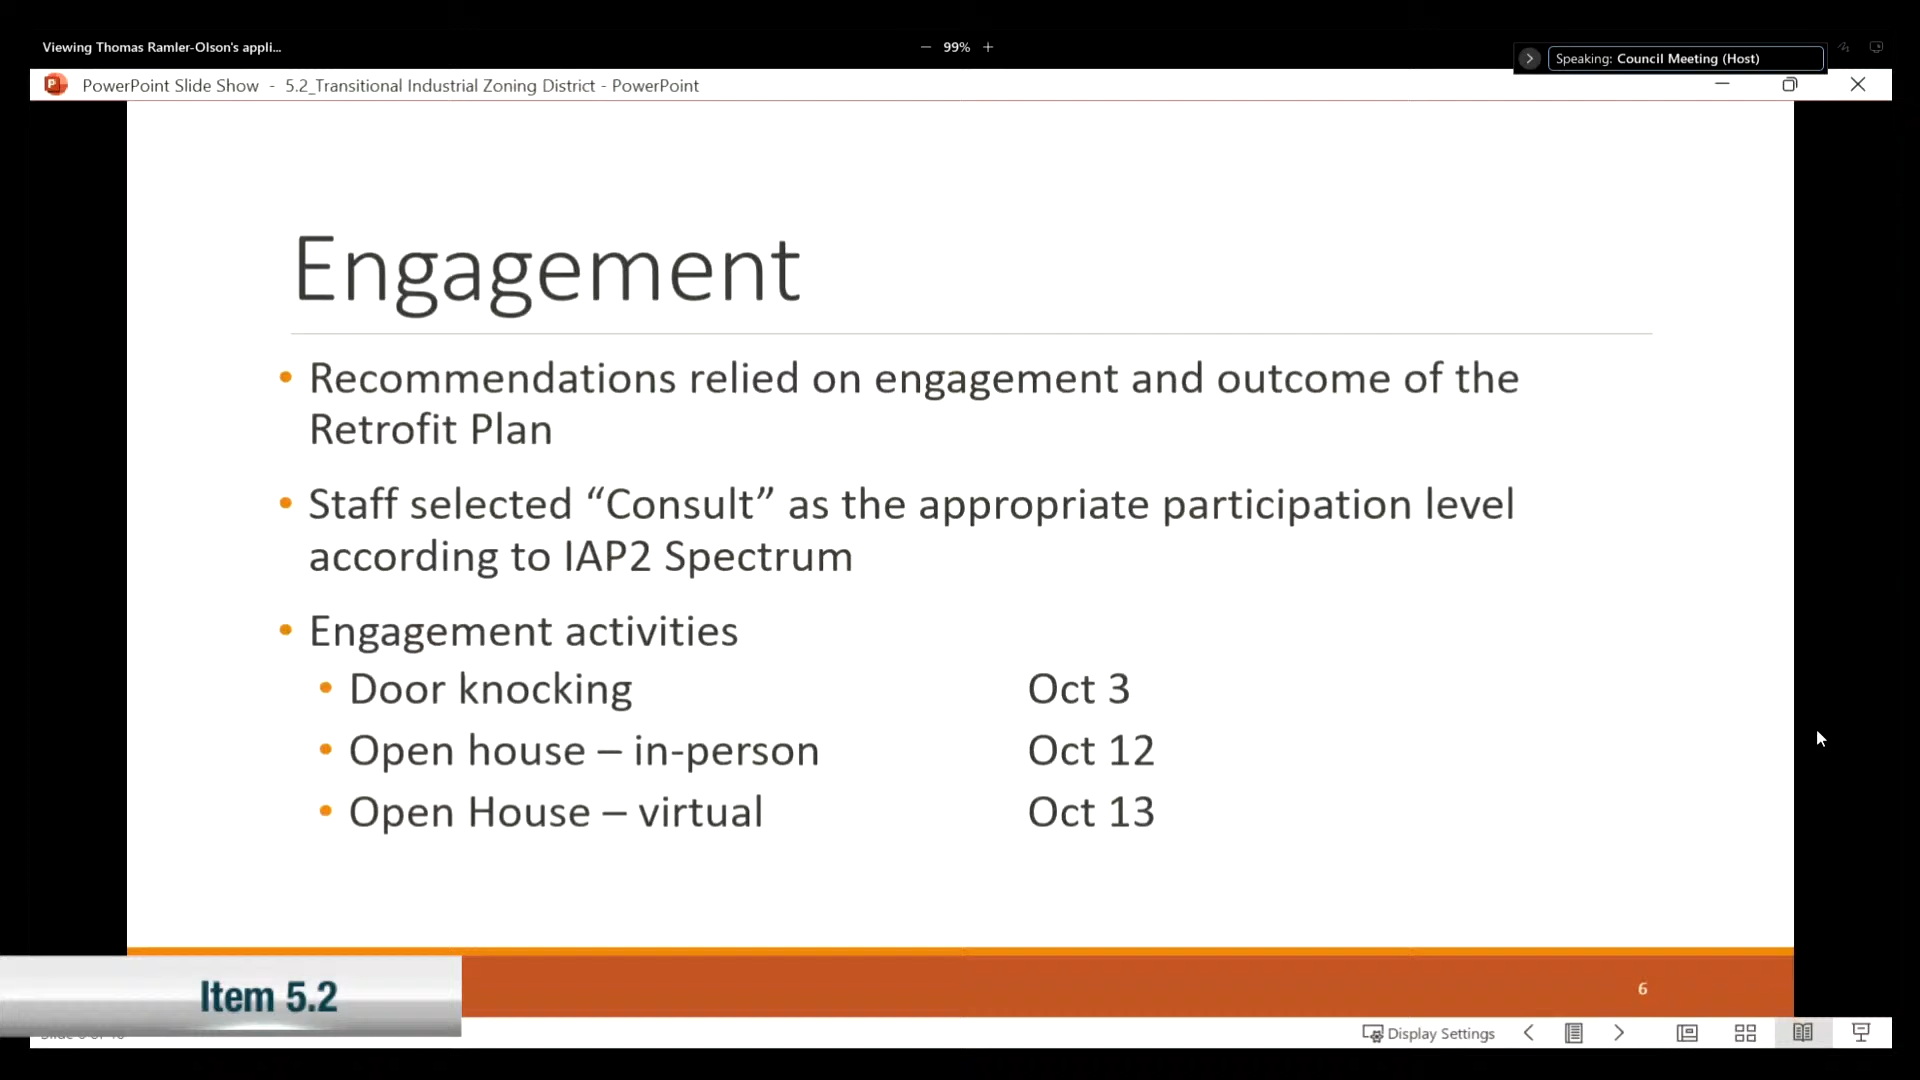 Viewing Thomas Ramler-Olson's appli...
99%
Speaking: Council Meeting (Host)
PowerPoint Slide Show - 5.2_Transitional Industrial Zoning District - PowerPoint
Engagement
• Recommendations relied on engagement and outcome of the
Retrofit Plan
• Staff selected “Consult” as the appropriate participation level
according to IAP2 Spectrum
• Engagement activities
• Door knocking Oct 3
• Open house – in-person Oct 12
• Open House – virtual Oct 13
Item 5.2
6
Display Settings